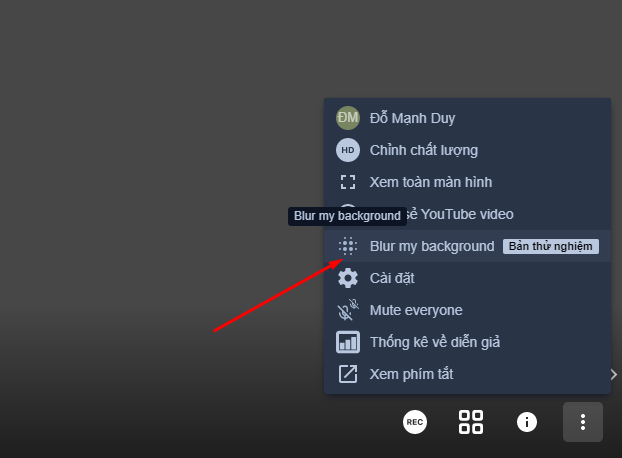 ĐM Đỗ Mạnh Duy
HD Chỉnh chất lượng
Xem toàn màn hình
sẻ YouTube video
Blur my background
Blur my background Bản thử nghiệm
Cài đặt
Mute everyone
Thống kê về diễn giả
Xem phím tắt
REC